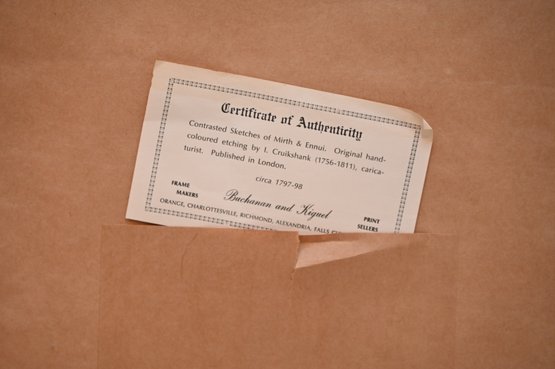 Certificate of Authenticity
Contrasted Sketches of Mirth & Ennui. Original hand-
coloured etching by I. Cruikshank (1756-1811), carica-
turist. Published in London.
circa 1797-98
FRAME
MAKERS
Buchanan and Kiguel
PRINT
SELLERS
ORANGE, CHARLOTTESVILLE, RICHMOND, ALEXANDRIA, FALLS